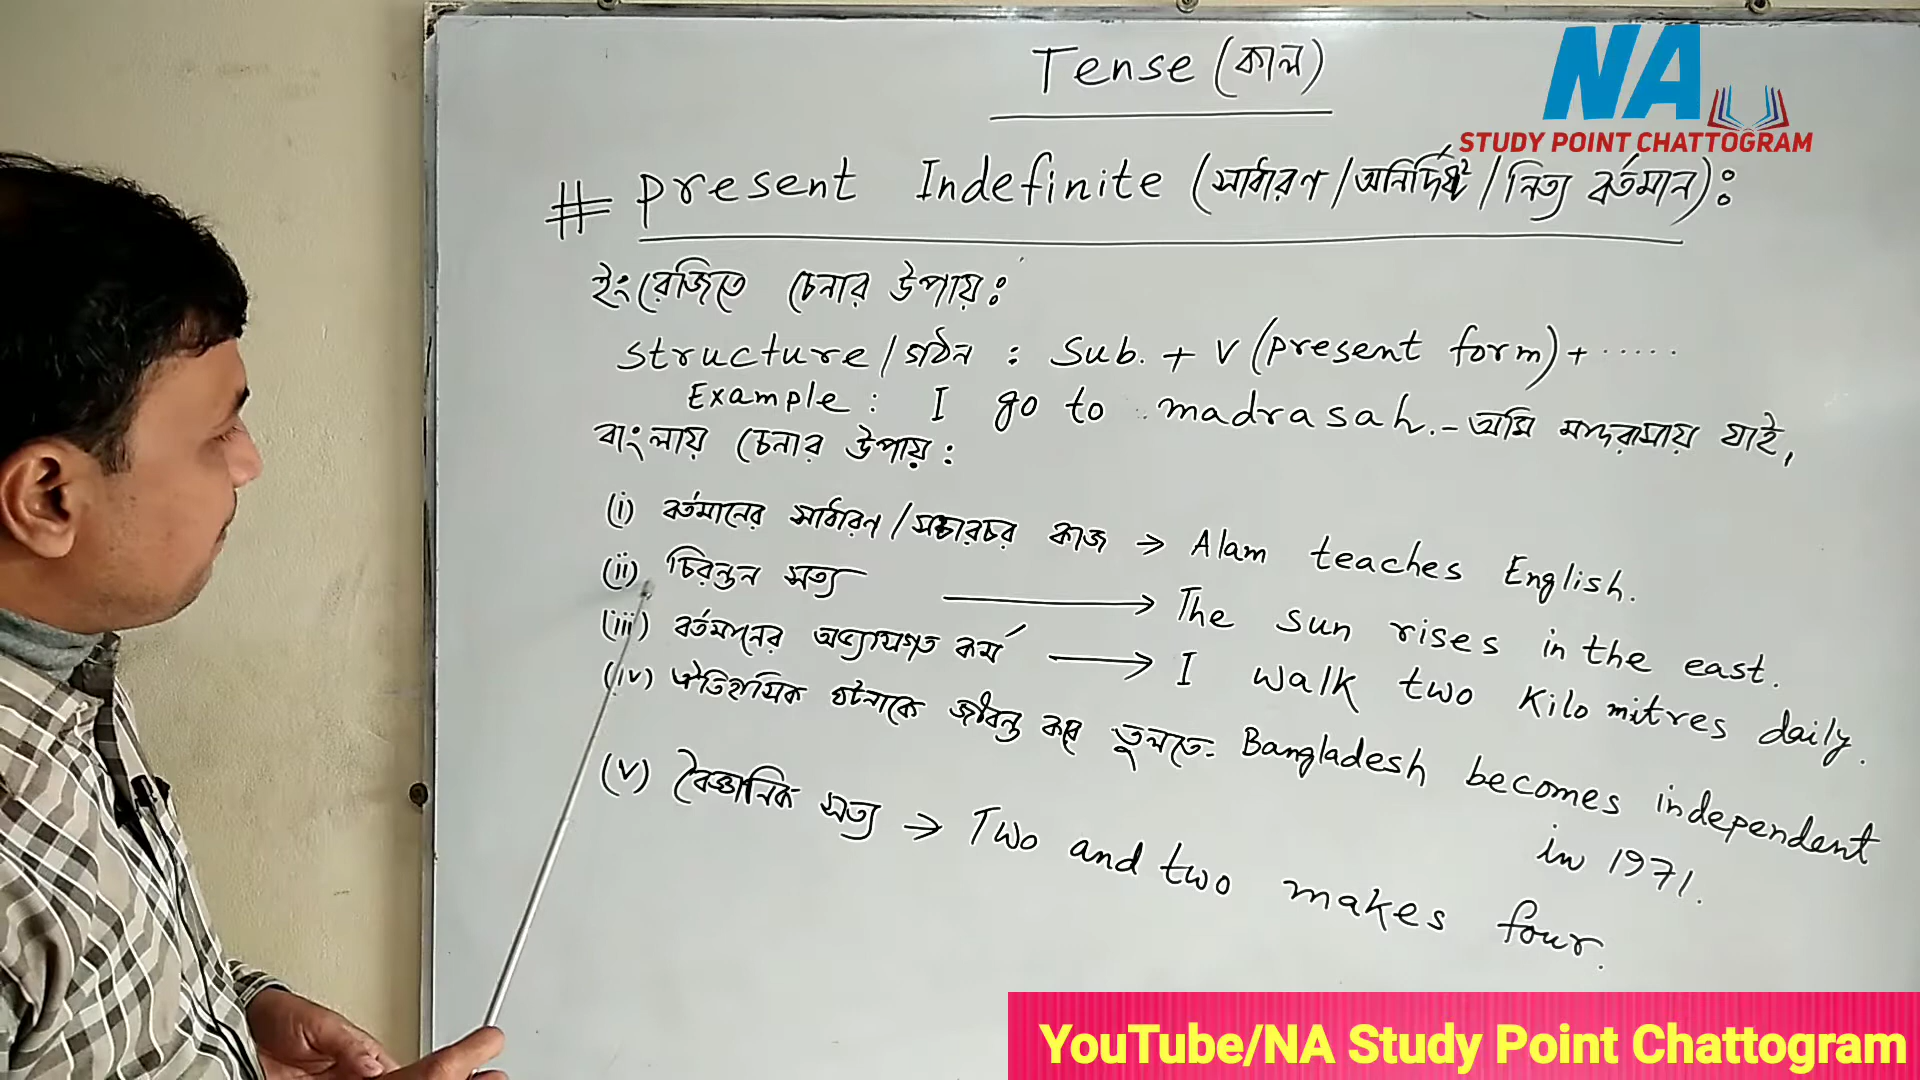 Tense (কাল)
NA
STUDY POINT CHATTOGRAM
# present Indefinite (সাধারণ / অনির্দিষ্ট / নিত্য বর্তমান):
ইংরেজিতে চেনার উপায়:
Structure / গঠন : Sub. + V (present form) + ......
Example : I go to madrasah. - আমি মাদরাসায় যাই,
বাংলায় চেনার উপায় :
(i) বর্তমানের সাধারণ / সচারচর কাজ → Alam teaches English.
(ii) চিরন্তন সত্য → The sun rises in the east.
(iii) বর্তমানের অভ্যাসগত কর্ম → I walk two kilo mitres daily.
(iv) ঐতিহাসিক ঘটনাকে জীবন্ত করে তুলতে - Bangladesh becomes independent
in 1971.
(v) বৈজ্ঞানিক সত্য → Two and two makes four.
YouTube/NA Study Point Chattogram